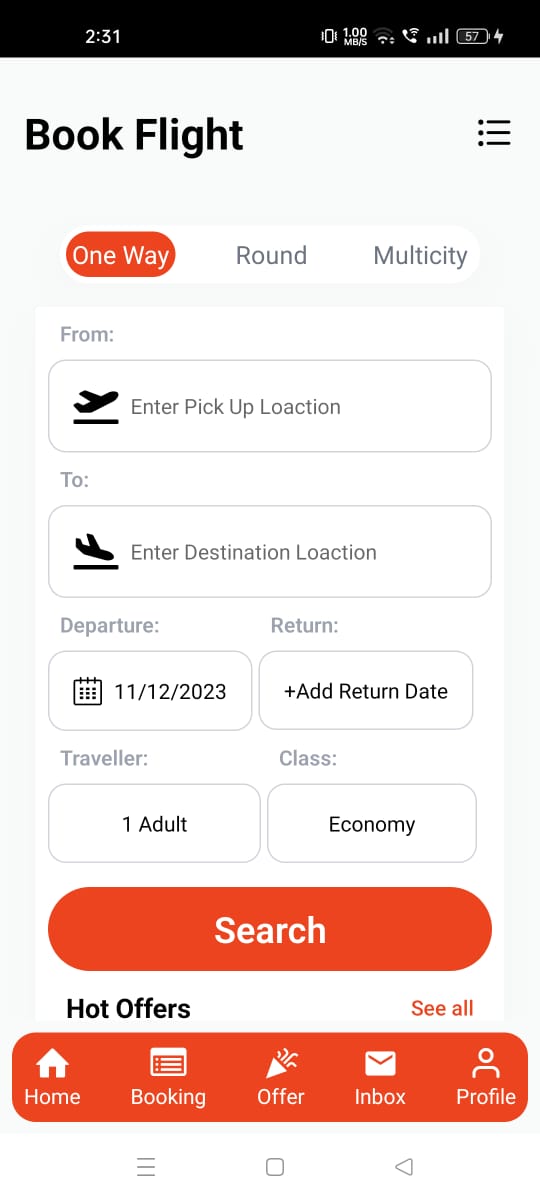 2:31 1.00 MB/S 57
Book Flight
One Way Round Multicity
From:
Enter Pick Up Loaction
To:
Enter Destination Loaction
Departure: Return:
11/12/2023 +Add Return Date
Traveller: Class:
1 Adult Economy
Search
Hot Offers See all
Home Booking Offer Inbox Profile